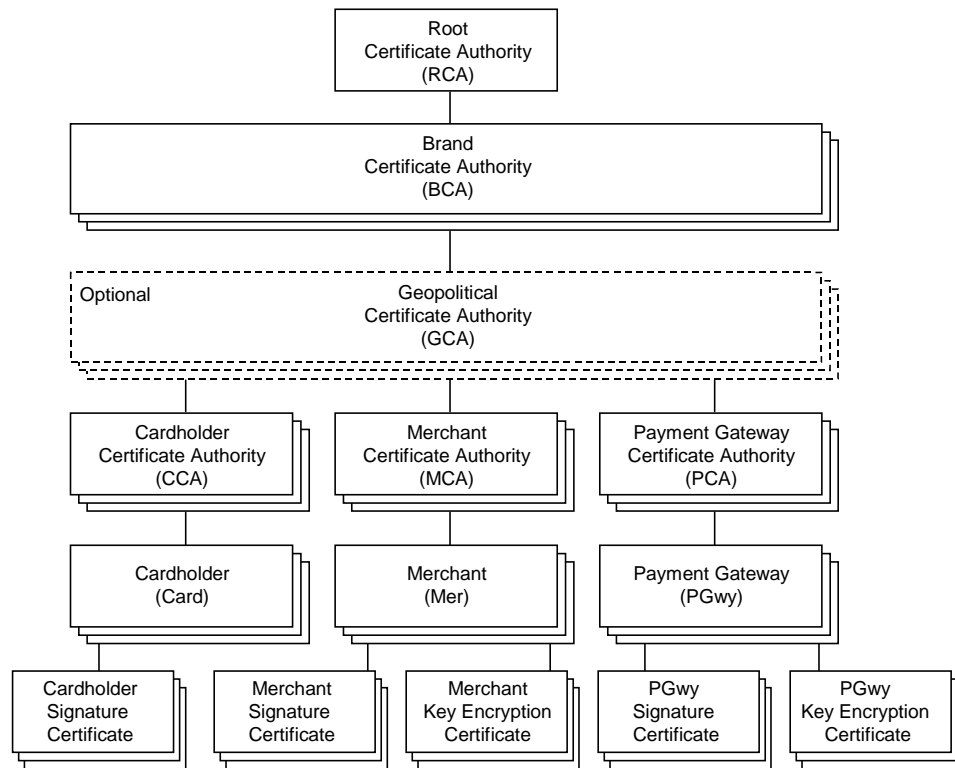 Root
Certificate Authority
(RCA)
Brand
Certificate Authority
(BCA)
Optional
Geopolitical
Certificate Authority
(GCA)
Cardholder
Certificate Authority
(CCA)
Merchant
Certificate Authority
(MCA)
Payment Gateway
Certificate Authority
(PCA)
Cardholder
(Card)
Merchant
(Mer)
Payment Gateway
(PGwy)
Cardholder
Signature
Certificate
Merchant
Signature
Certificate
Merchant
Key Encryption
Certificate
PGwy
Signature
Certificate
PGwy
Key Encryption
Certificate